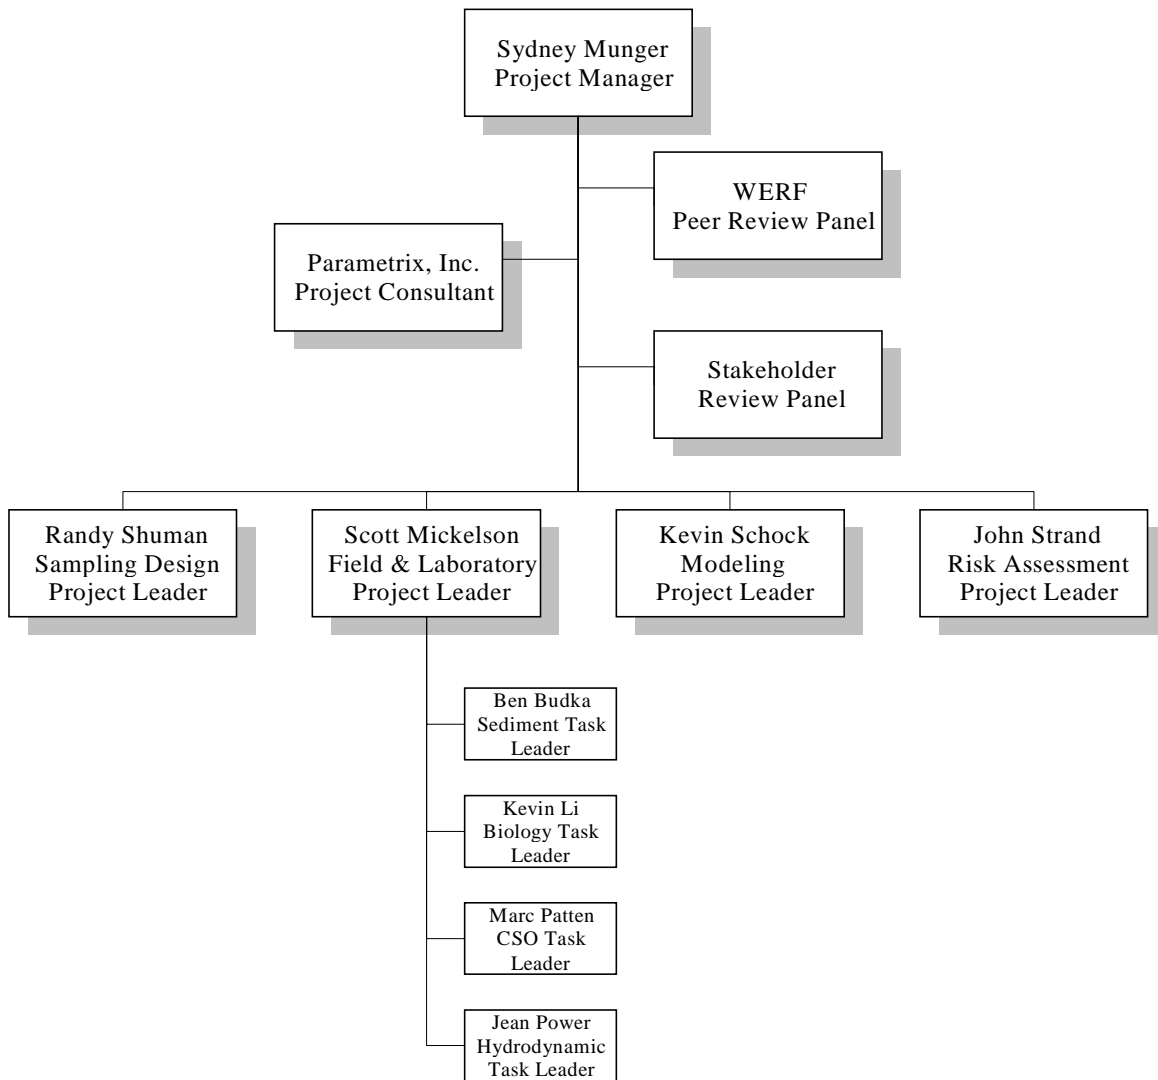 Sydney Munger
Project Manager
WERF
Peer Review Panel
Parametrix, Inc.
Project Consultant
Stakeholder
Review Panel
Randy Shuman
Sampling Design
Project Leader
Scott Mickelson
Field & Laboratory
Project Leader
Kevin Schock
Modeling
Project Leader
John Strand
Risk Assessment
Project Leader
Ben Budka
Sediment Task
Leader
Kevin Li
Biology Task
Leader
Marc Patten
CSO Task
Leader
Jean Power
Hydrodynamic
Task Leader